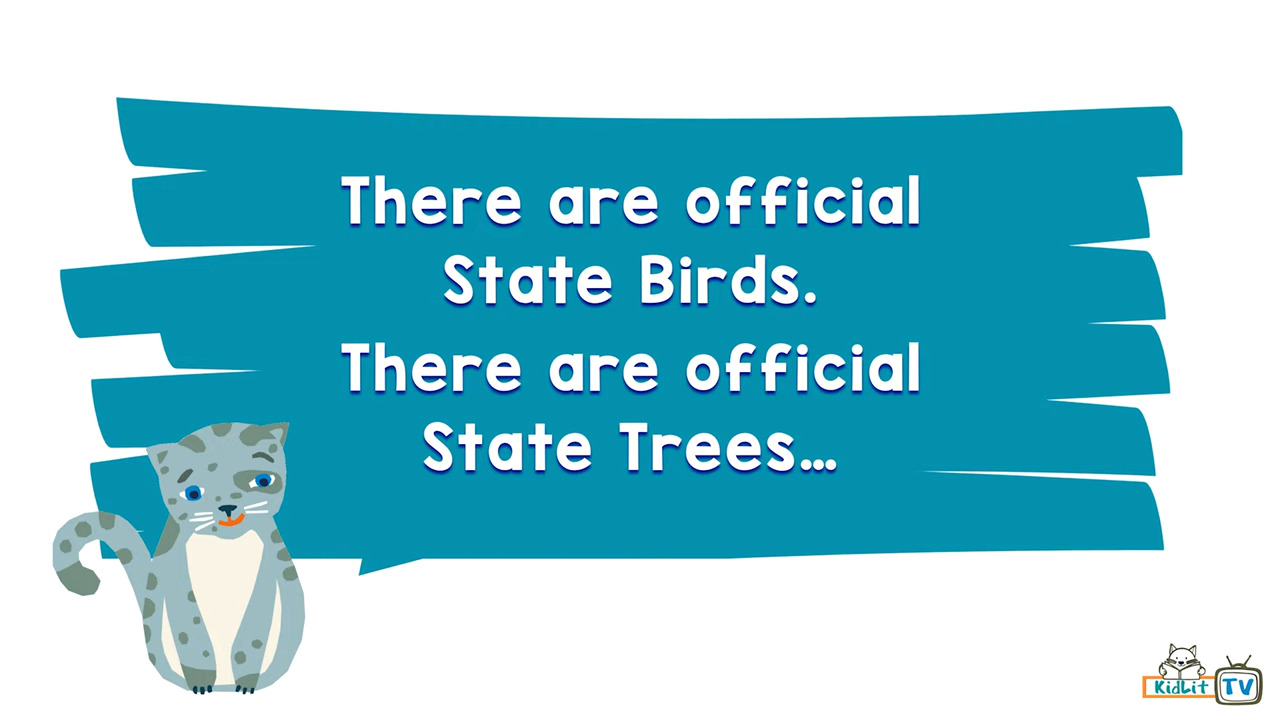 There are official
State Birds.
There are official
State Trees...
KidLit TV